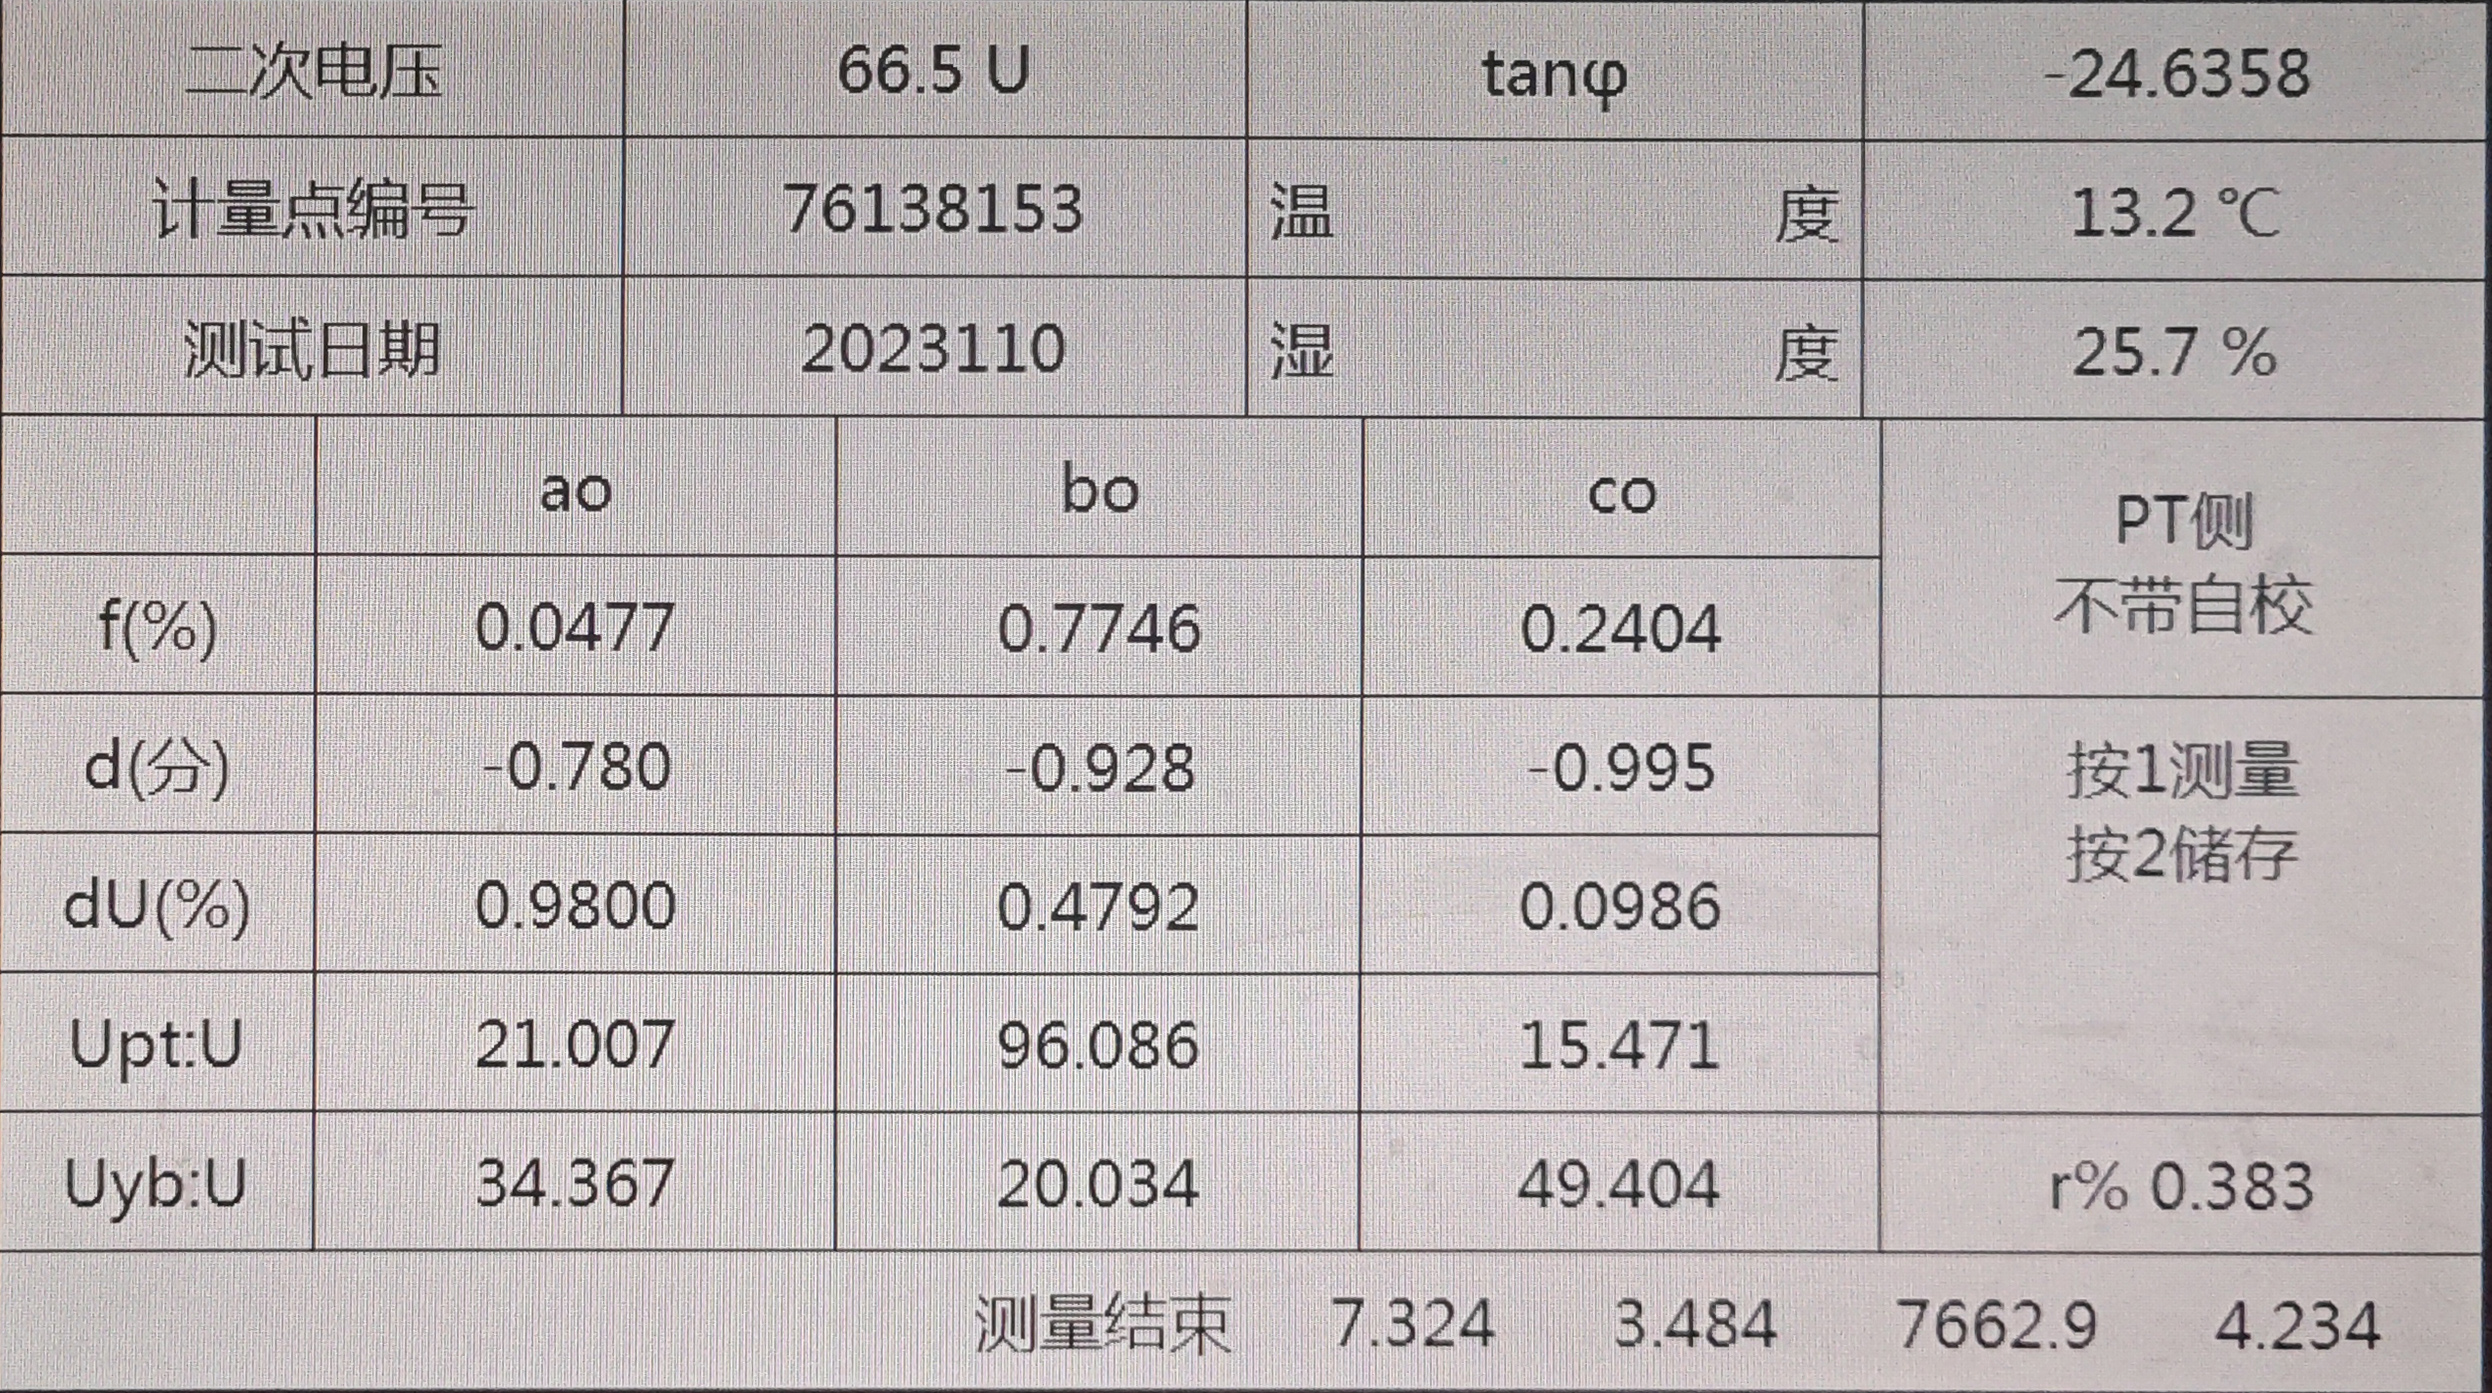 二次电压 66.5 U tanφ -24.6358
计量点编号 76138153 温度 13.2 ℃
测试日期 2023110 湿度 25.7 %
ao bo co
PT侧
不带自校
f(%) 0.0477 0.7746 0.2404
d(分) -0.780 -0.928 -0.995
按1测量
按2储存
dU(%) 0.9800 0.4792 0.0986
Upt:U 21.007 96.086 15.471
Uyb:U 34.367 20.034 49.404 r% 0.383
测量结束 7.324 3.484 7662.9 4.234